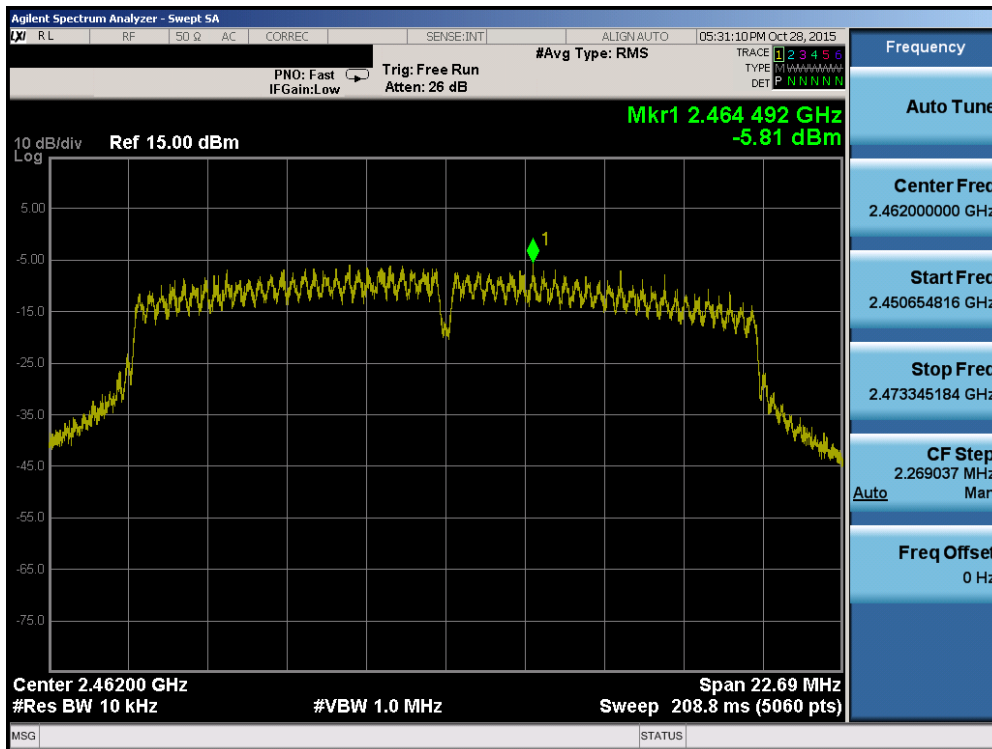 Agilent Spectrum Analyzer - Swept SA
LXI RL RF 50 Ω AC CORREC SENSE:INT ALIGN AUTO 05:31:10 PM Oct 28, 2015
#Avg Type: RMS TRACE 1 2 3 4 5 6
PNO: Fast Trig: Free Run TYPE M W W W W W
IFGain:Low Atten: 26 dB DET P N N N N N
Mkr1 2.464 492 GHz
-5.81 dBm
10 dB/div Ref 15.00 dBm
Log
5.00
1
-5.00
-15.0
-25.0
-35.0
-45.0
-55.0
-65.0
-75.0
Center 2.46200 GHz Span 22.69 MHz
#Res BW 10 kHz #VBW 1.0 MHz Sweep 208.8 ms (5060 pts)
MSG STATUS
Frequency
Auto Tune
Center Freq
2.462000000 GHz
Start Freq
2.450654816 GHz
Stop Freq
2.473345184 GHz
CF Step
2.269037 MHz
Auto Man
Freq Offset
0 Hz